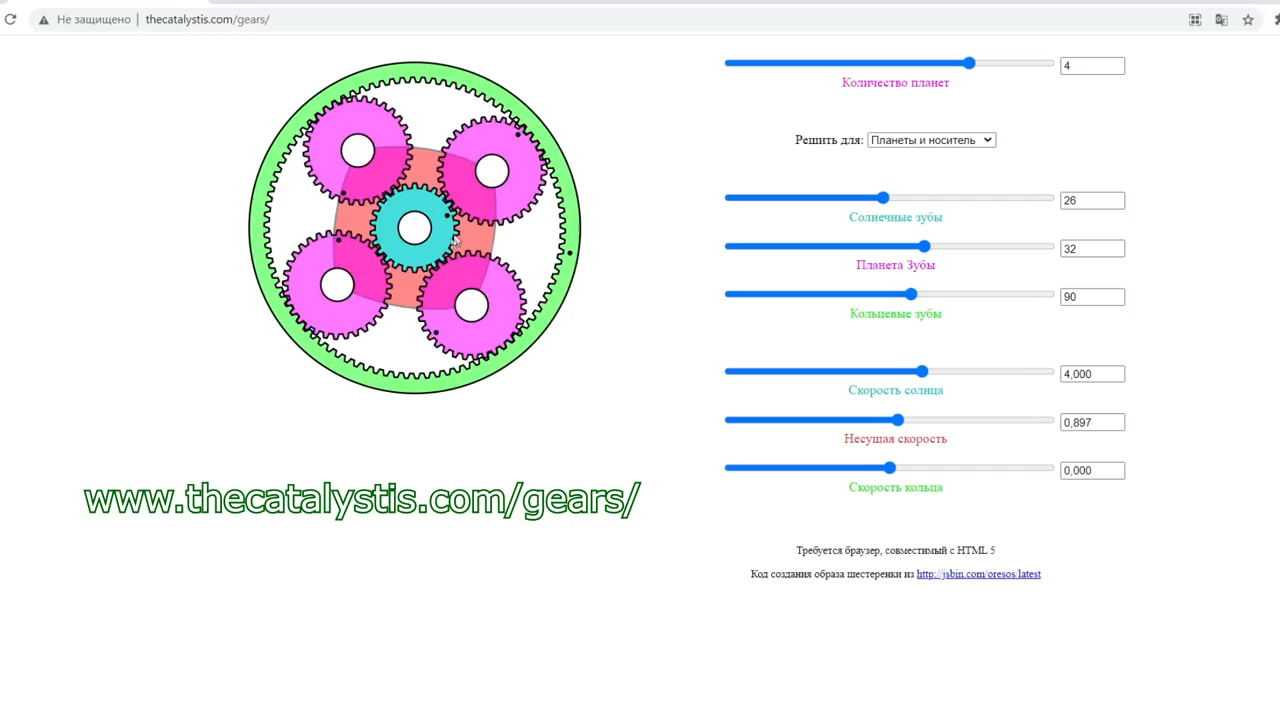 Не защищено | thecatalystis.com/gears/
4
Количество планет
Решить для: Планеты и носитель
26
Солнечные зубы
32
Планета Зубы
90
Кольцевые зубы
4,000
Скорость солнца
0,897
Несущая скорость
0,000
Скорость кольца
www.thecatalystis.com/gears/
Требуется браузер, совместимый с HTML 5
Код создания образа шестеренки из http://jsbin.com/oresos/latest